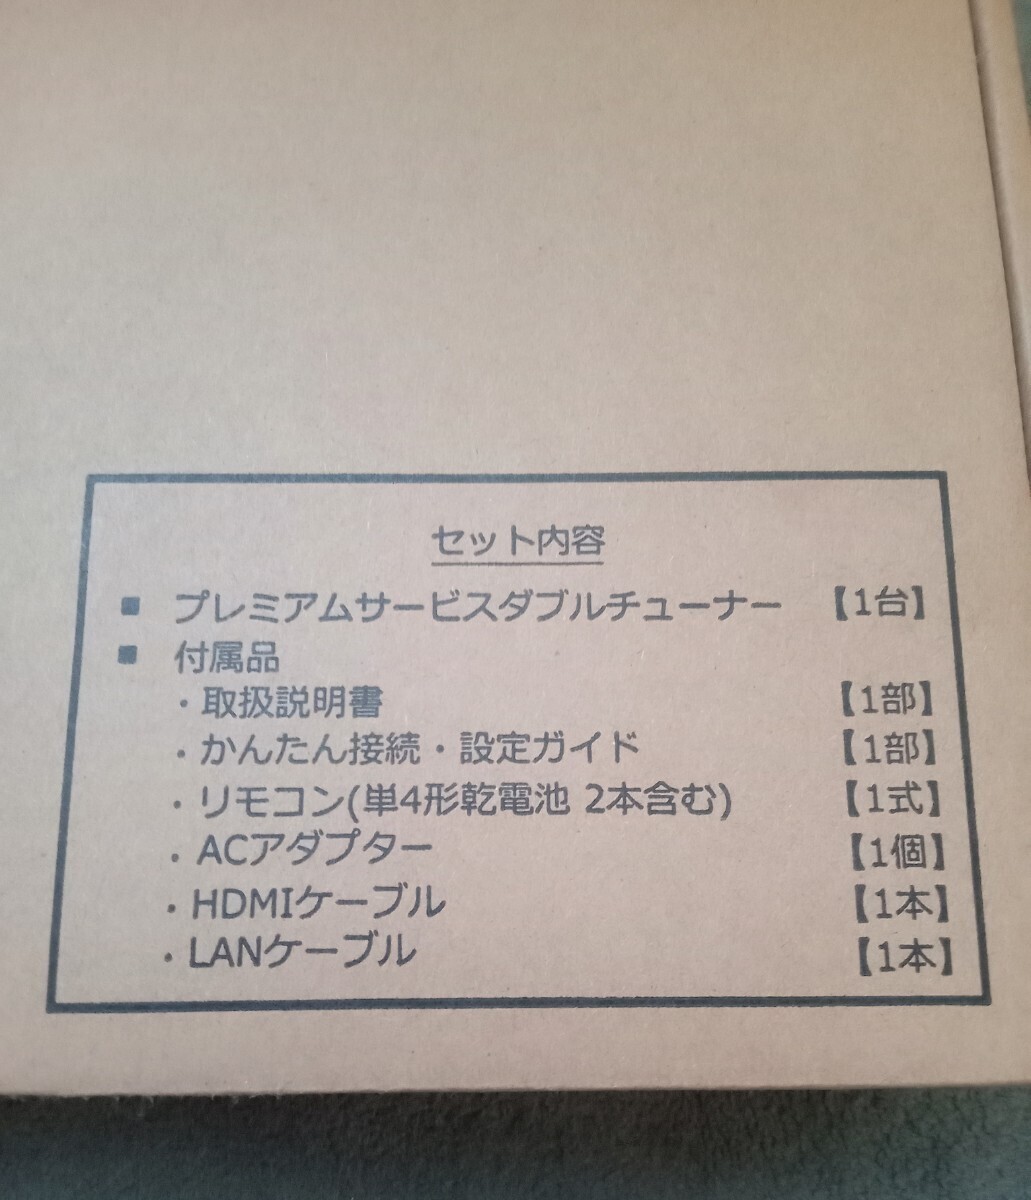 セット内容
■ プレミアムサービスダブルチューナー 【1台】
■ 付属品
・取扱説明書 【1部】
・かんたん接続・設定ガイド 【1部】
・リモコン(単4形乾電池 2本含む) 【1式】
・ACアダプター 【1個】
・HDMIケーブル 【1本】
・LANケーブル 【1本】